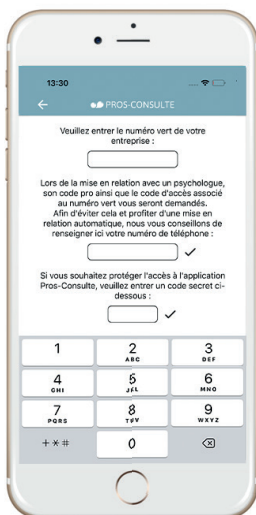 13:30
PROS-CONSULTE
Veuillez entrer le numéro vert de votre
entreprise :
Lors de la mise en relation avec un psychologue,
son code pro ainsi que le code d'accès associé
au numéro vert vous seront
demandés.
Afin d'éviter cela et profiter d'une mise en
relation automatique, nous vous conseillons de
renseigner ici votre numéro de téléphone :
Si vous souhaitez protéger l'accès à l'application
Pros-Consulte, veuillez entrer un code secret ci-
dessous :
1 2 3
ABC DEF
4 5 6
GHI JKL MNO
7 8 9
PQRS TUV WXYZ
+ * # 0